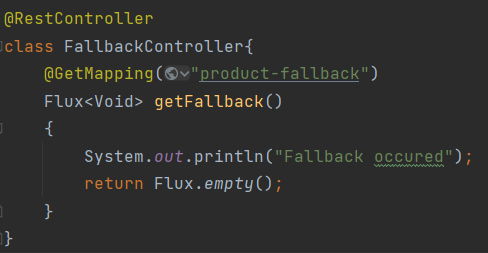 @RestController
class FallbackController{
@GetMapping("product-fallback")
Flux<Void> getFallback()
{
System.out.println("Fallback occured");
return Flux.empty();
}
}